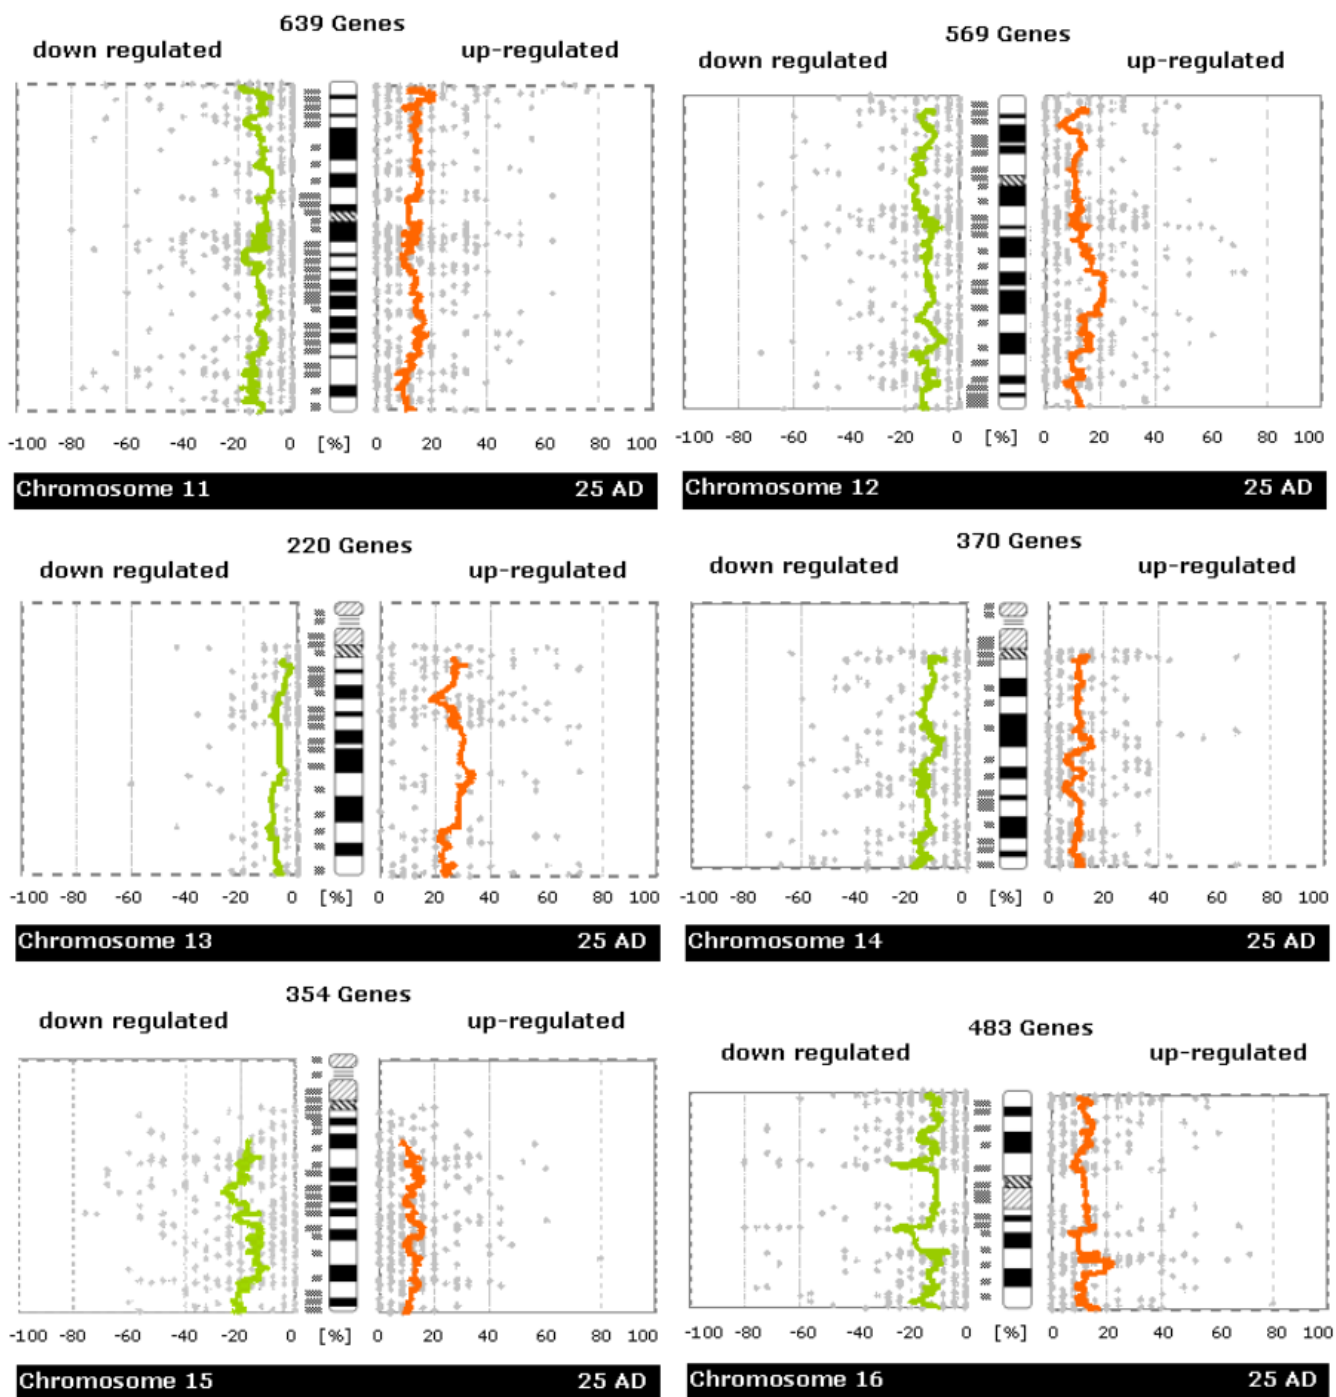 639 Genes
down regulated up-regulated
-100 -80 -60 -40 -20 0 [%] 0 20 40 60 80 100
Chromosome 11 25 AD
569 Genes
down regulated up-regulated
-100 -80 -60 -40 -20 0 [%] 0 20 40 60 80 100
Chromosome 12 25 AD
220 Genes
down regulated up-regulated
-100 -80 -60 -40 -20 0 [%] 0 20 40 60 80 100
Chromosome 13 25 AD
370 Genes
down regulated up-regulated
-100 -80 -60 -40 -20 0 [%] 0 20 40 60 80 100
Chromosome 14 25 AD
354 Genes
down regulated up-regulated
-100 -80 -60 -40 -20 0 [%] 0 20 40 60 80 100
Chromosome 15 25 AD
483 Genes
down regulated up-regulated
-100 -80 -60 -40 -20 0 [%] 0 20 40 60 80 100
Chromosome 16 25 AD